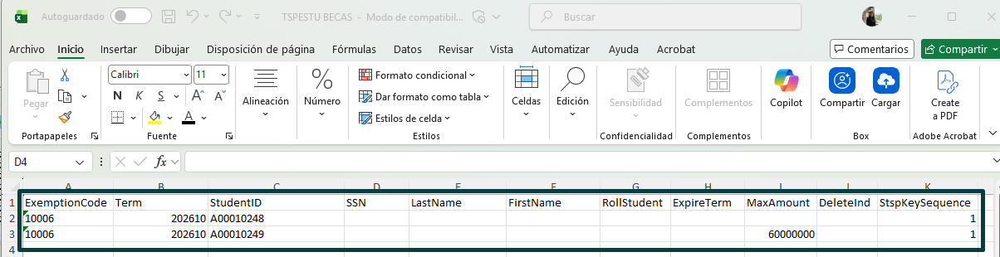 Autoguardado TSPESTU BECAS - Modo de compatibil... Buscar
Archivo Inicio Insertar Dibujar Disposición de página Fórmulas Datos Revisar Vista Automatizar Ayuda Acrobat Comentarios Compartir
Pegar
Portapapeles
Calibri 11
N K S A A
A
Fuente
Alineación
%
Número
Formato condicional
Dar formato como tabla
Estilos de celda
Estilos
Celdas
Edición
Sensibilidad
Confidencialidad
Complementos
Complementos
Copilot
Compartir Cargar
Box
Create a PDF
Adobe Acrobat
D4 fx
A B C D E F G H I J K
1 ExemptionCode Term StudentID SSN LastName FirstName RollStudent ExpireTerm MaxAmount DeleteInd StspKeySequence
2 10006 202610 A00010248 1
3 10006 202610 A00010249 60000000 1
4